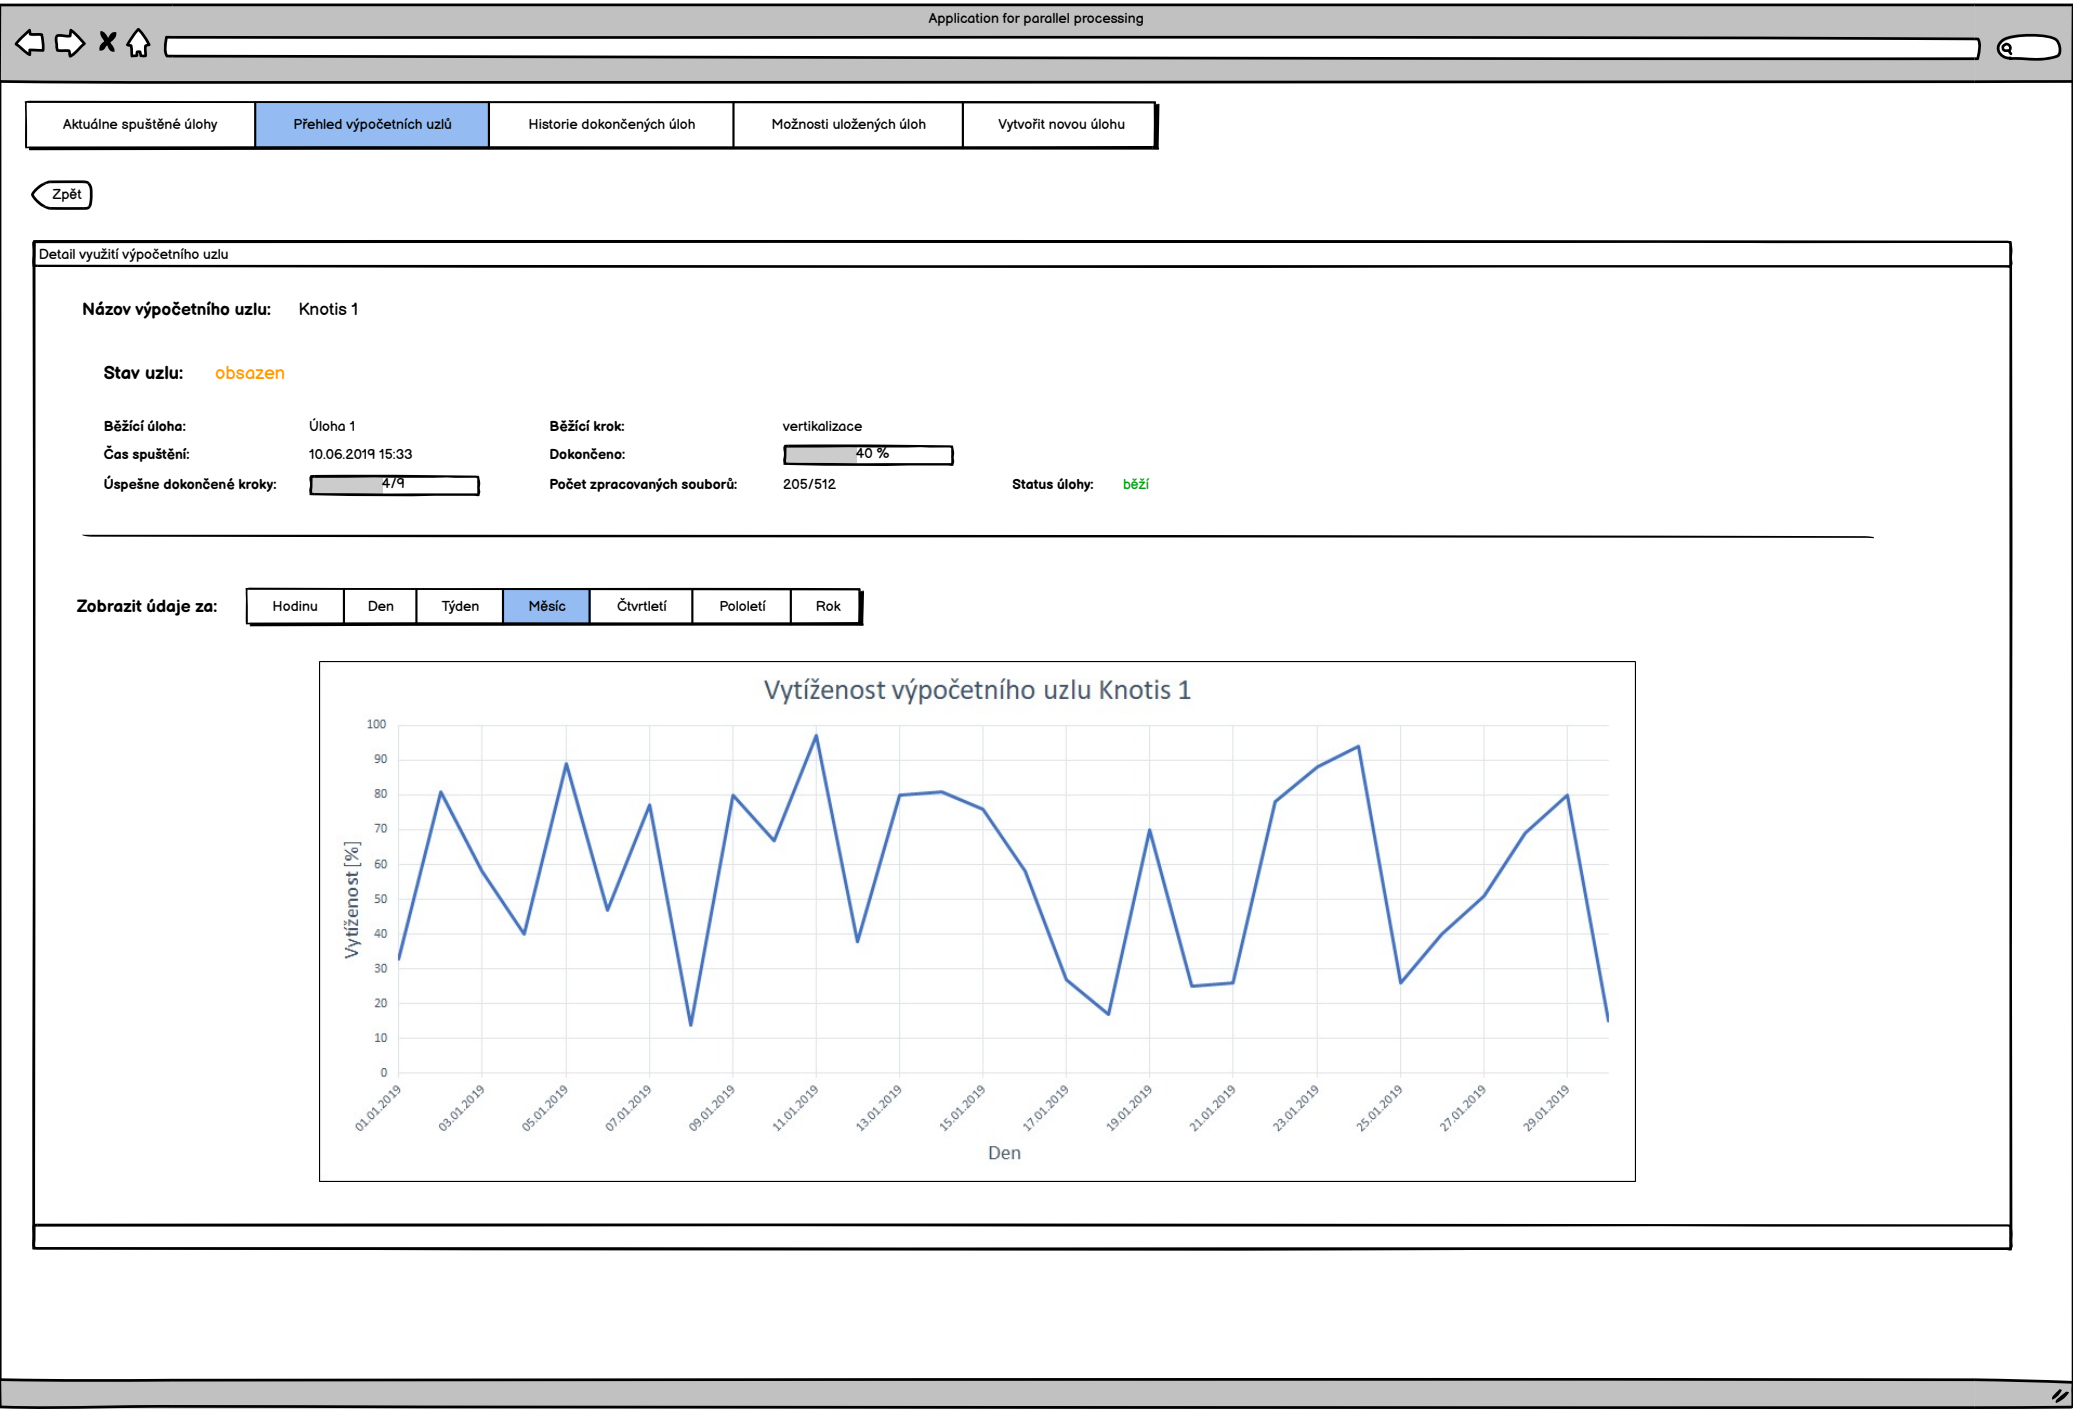 Application for parallel processing
Aktuálne spuštěné úlohy
Přehled výpočetních uzlů
Historie dokončených úloh
Možnosti uložených úloh
Vytvořit novou úlohu
Zpět
Detail využití výpočetního uzlu
Názov výpočetního uzlu: Knotis 1
Stav uzlu: obsazen
Běžící úloha: Úloha 1 Běžící krok: vertikalizace
Čas spuštění: 10.06.2019 15:33 Dokončeno: 40 %
Úspešne dokončené kroky: 4/9 Počet zpracovaných souborů: 205/512 Status úlohy: běží
Zobrazit údaje za: Hodinu Den Týden Měsíc Čtvrtletí Pololetí Rok
Vytíženost výpočetního uzlu Knotis 1
Vytíženost [%]
100
90
80
70
60
50
40
30
20
10
0
01.01.2019 03.01.2019 05.01.2019 07.01.2019 09.01.2019 11.01.2019 13.01.2019 15.01.2019 17.01.2019 19.01.2019 21.01.2019 23.01.2019 25.01.2019 27.01.2019 29.01.2019
Den